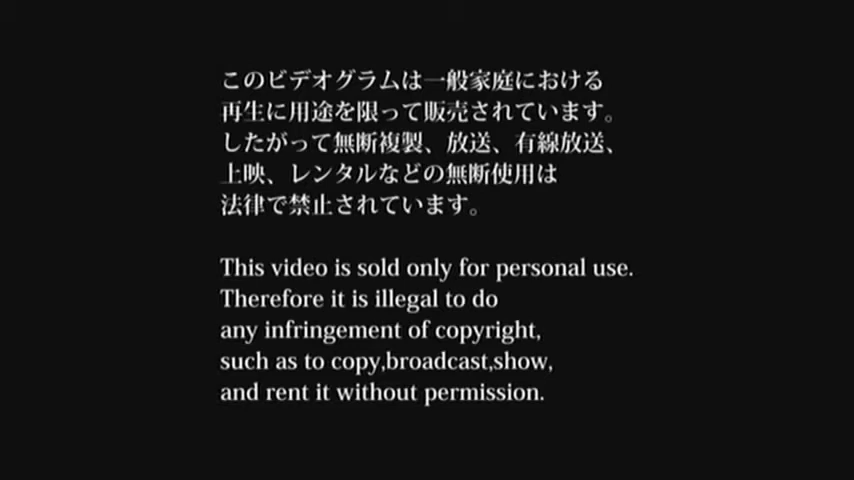 このビデオグラムは一般家庭における
再生に用途を限って販売されています。
したがって無断複製、放送、有線放送、
上映、レンタルなどの無断使用は
法律で禁止されています。
This video is sold only for personal use.
Therefore it is illegal to do
any infringement of copyright,
such as to copy,broadcast,show,
and rent it without permission.